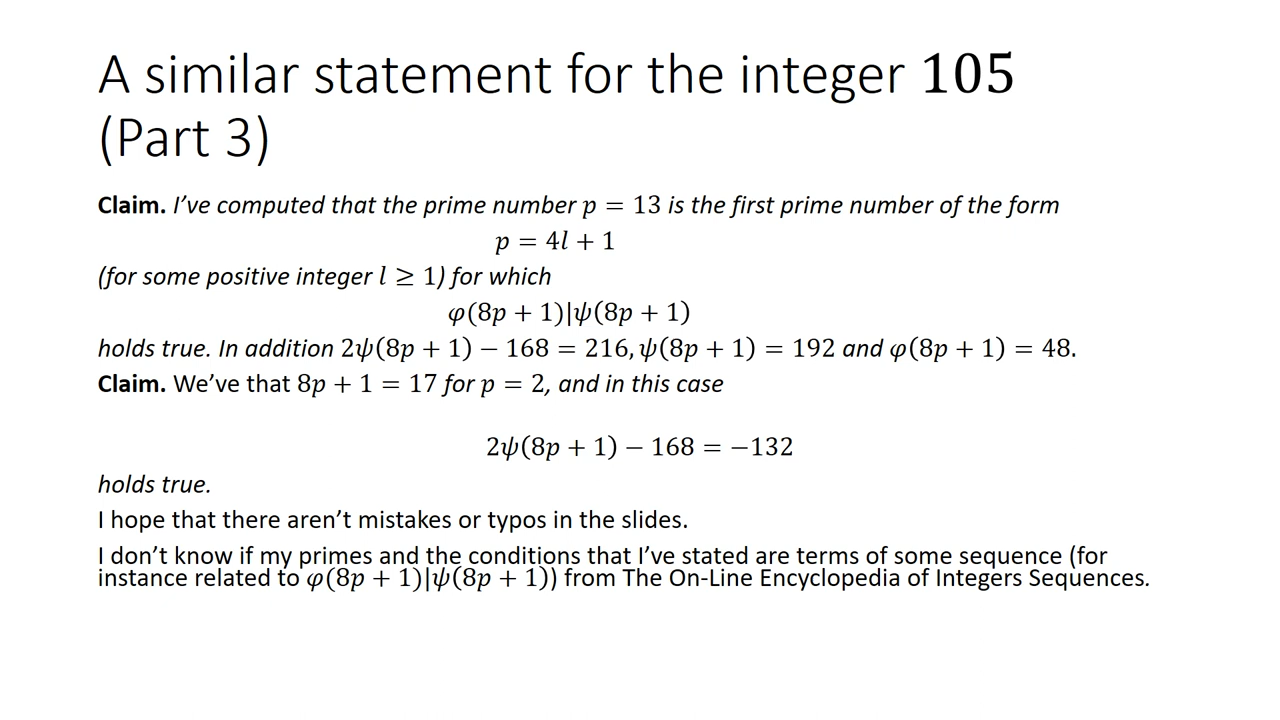 A similar statement for the integer 105
(Part 3)
Claim. I’ve computed that the prime number p = 13 is the first prime number of the form
p = 4l + 1
(for some positive integer l ≥ 1) for which
φ(8p + 1)|ψ(8p + 1)
holds true. In addition 2ψ(8p + 1) − 168 = 216, ψ(8p + 1) = 192 and φ(8p + 1) = 48.
Claim. We’ve that 8p + 1 = 17 for p = 2, and in this case
2ψ(8p + 1) − 168 = −132
holds true.
I hope that there aren’t mistakes or typos in the slides.
I don’t know if my primes and the conditions that I’ve stated are terms of some sequence (for
instance related to φ(8p + 1)|ψ(8p + 1)) from The On-Line Encyclopedia of Integers Sequences.